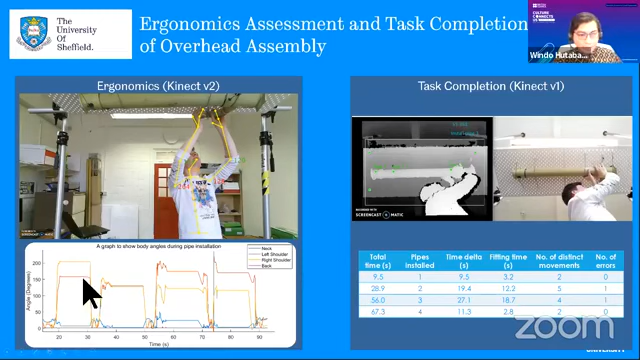 The
University
Of
Sheffield.
Ergonomics Assessment and Task Completion
of Overhead Assembly
CULTURE
CONNECTS
US
Windo Hutaba...
Ergonomics (Kinect v2)
Task Completion (Kinect v1)
RECORDED WITH
SCREENCAST MATIC
A graph to show body angles during pipe installation
Neck
Left Shoulder
Right Shoulder
Back
Angle (Degrees)
200
150
100
50
0
20 30 40 50 60 70 80 90
Time (s)
Total time (s) Pipes installed Time delta (s) Fitting time (s) No. of distinct movements No. of errors
9.5 1 9.5 3.2 2 0
28.9 2 19.4 12.2 5 1
56.0 3 27.1 18.7 4 1
67.3 4 11.3 2.8 2 0
zoom